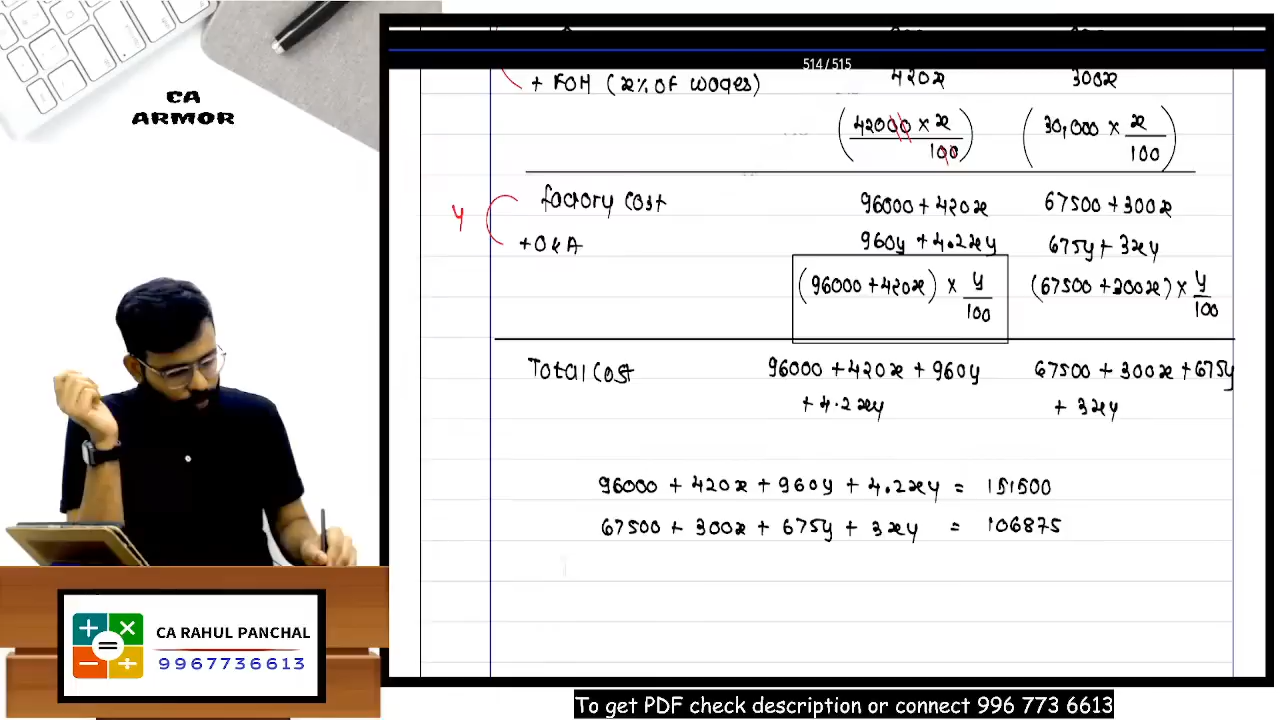 CA
ARMOR
514 / 515
+ FOH (x% OF wages) 420x 300x
(42000 × x/100) (30,000 × x/100)
factory cost 96000 + 420x 67500 + 300x
y
+ O&A 960y + 4.2xy 675y + 3xy
(96000 + 420x) × y/100 (67500 + 300x) × y/100
Total Cost 96000 + 420x + 960y 67500 + 300x + 675y
+ 4.2xy + 3xy
96000 + 420x + 960y + 4.2xy = 151500
67500 + 300x + 675y + 3xy = 106875
CA RAHUL PANCHAL
9967736613
To get PDF check description or connect 996 773 6613